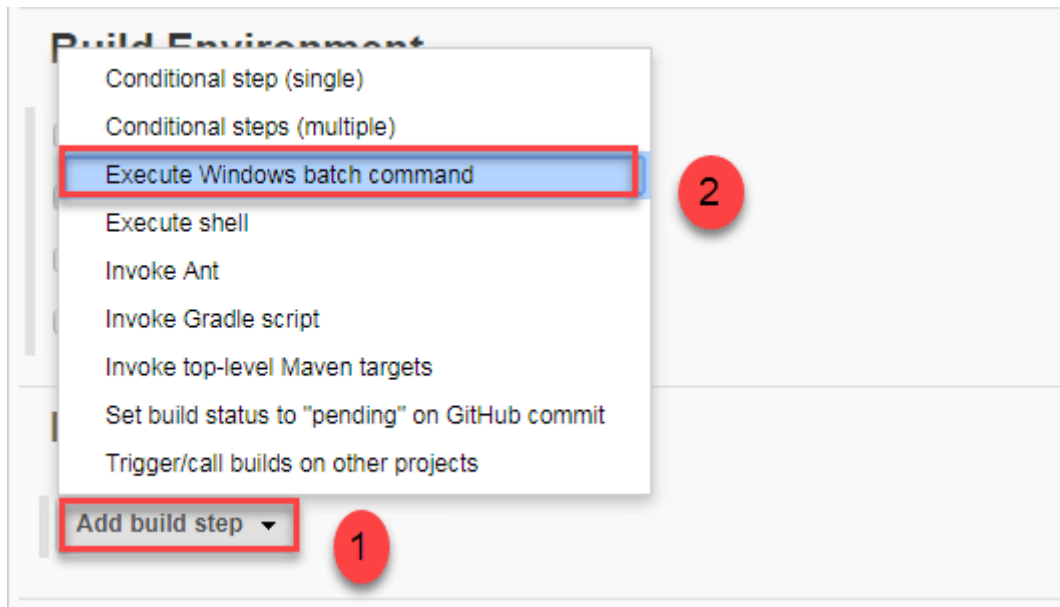 Build Environment
Conditional step (single)
Conditional steps (multiple)
Execute Windows batch command
2
Execute shell
Invoke Ant
Invoke Gradle script
Invoke top-level Maven targets
Set build status to "pending" on GitHub commit
Trigger/call builds on other projects
Add build step
1